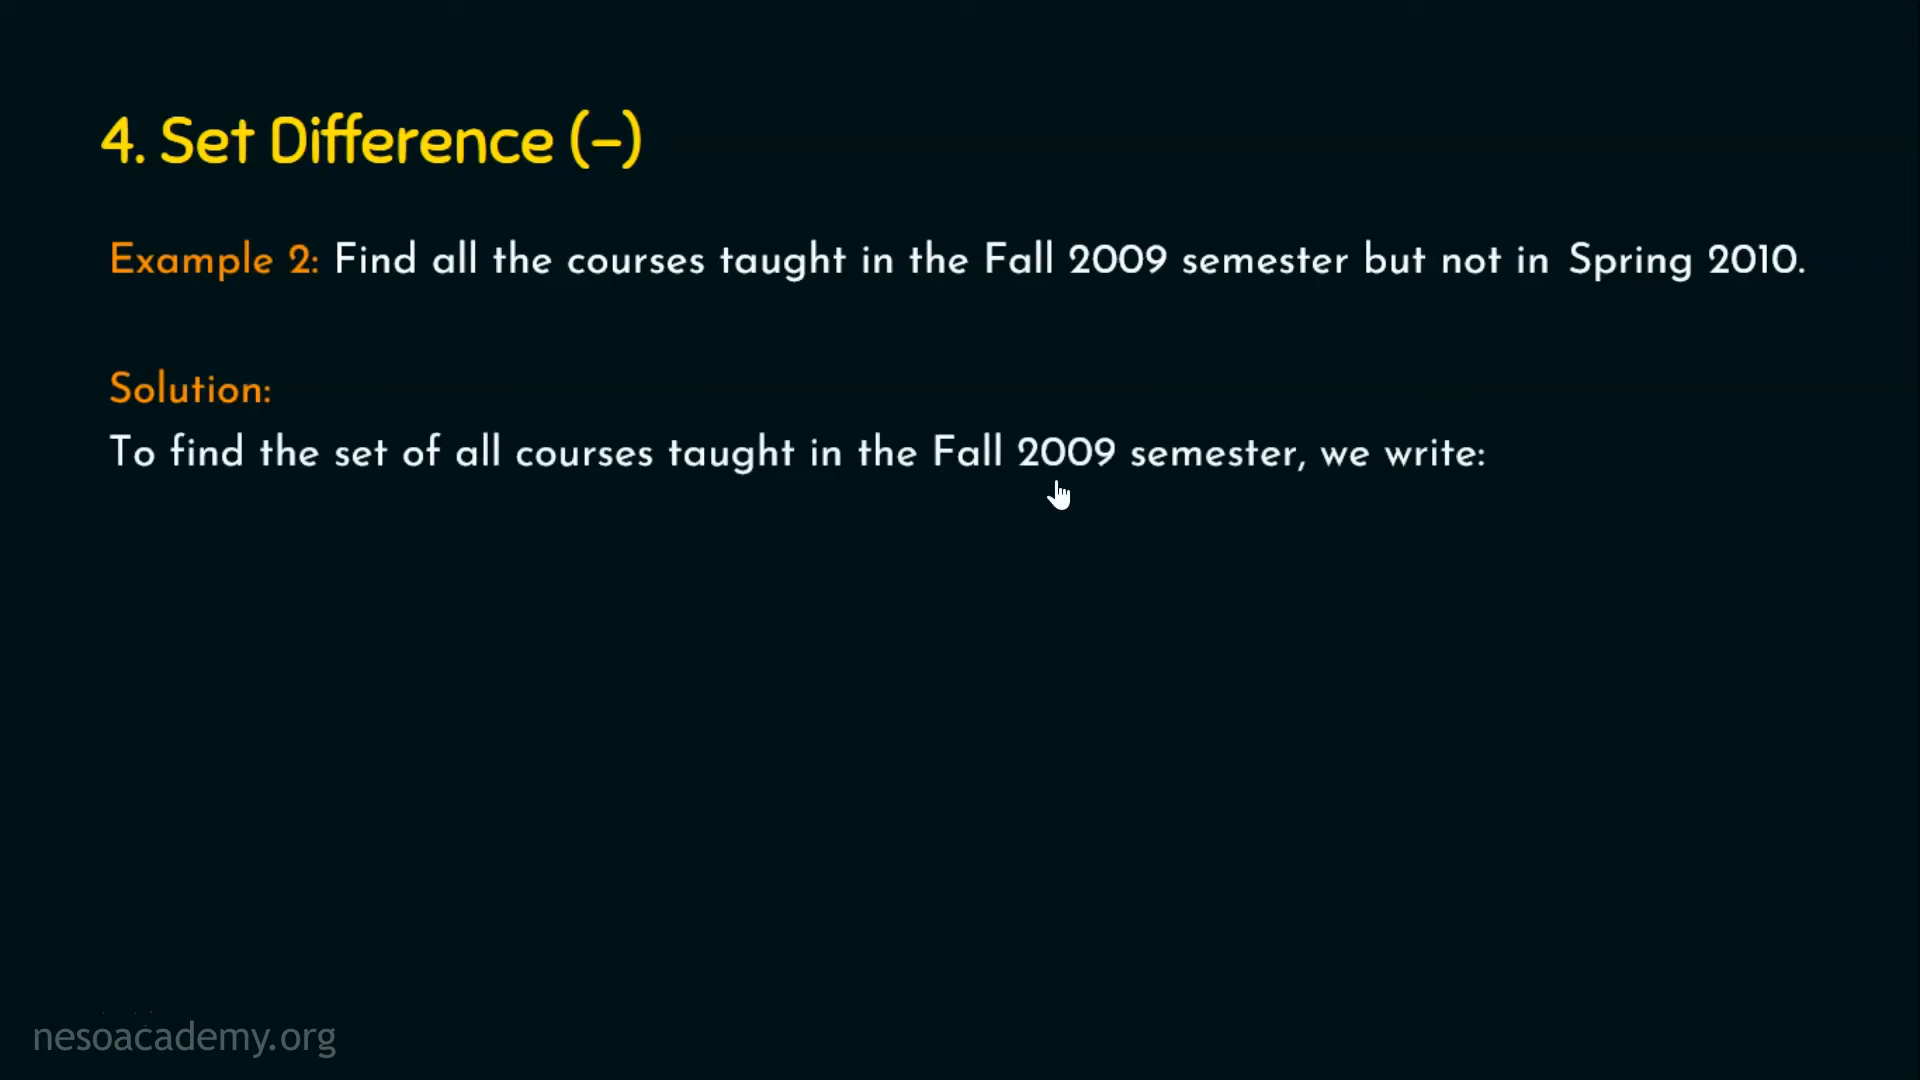 4. Set Difference (–)
Example 2: Find all the courses taught in the Fall 2009 semester but not in Spring 2010.
Solution:
To find the set of all courses taught in the Fall 2009 semester, we write:
nesoacademy.org